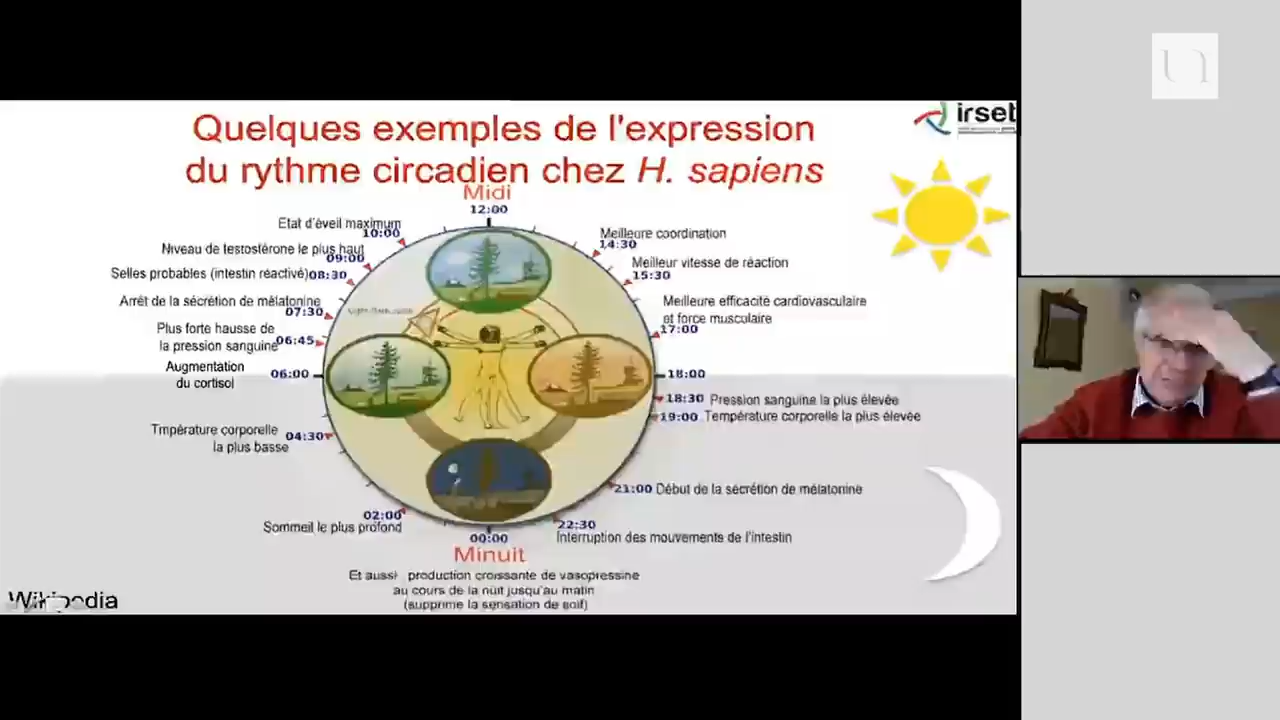 Quelques exemples de l'expression
du rythme circadien chez H. sapiens
irset
Midi
12:00
Etat d'éveil maximum
10:00
Niveau de testostérone le plus haut
09:00
Selles probables (intestin réactivé) 08:30
Arrêt de la sécrétion de mélatonine
07:30
Plus forte hausse de
la pression sanguine 06:45
Augmentation
du cortisol
06:00
Tmpérature corporelle
la plus basse
04:30
02:00
Sommeil le plus profond
Meilleure coordination
14:30
Meilleur vitesse de réaction
15:30
Meilleure efficacité cardiovasculaire
et force musculaire
17:00
18:00
18:30 Pression sanguine la plus élevée
19:00 Température corporelle la plus élevée
21:00 Début de la sécrétion de mélatonine
22:30
Interruption des mouvements de l'intestin
00:00
Minuit
Et aussi production croissante de vasopressine
au cours de la nuit jusqu'au matin
(supprime la sensation de soif)
Wikipedia